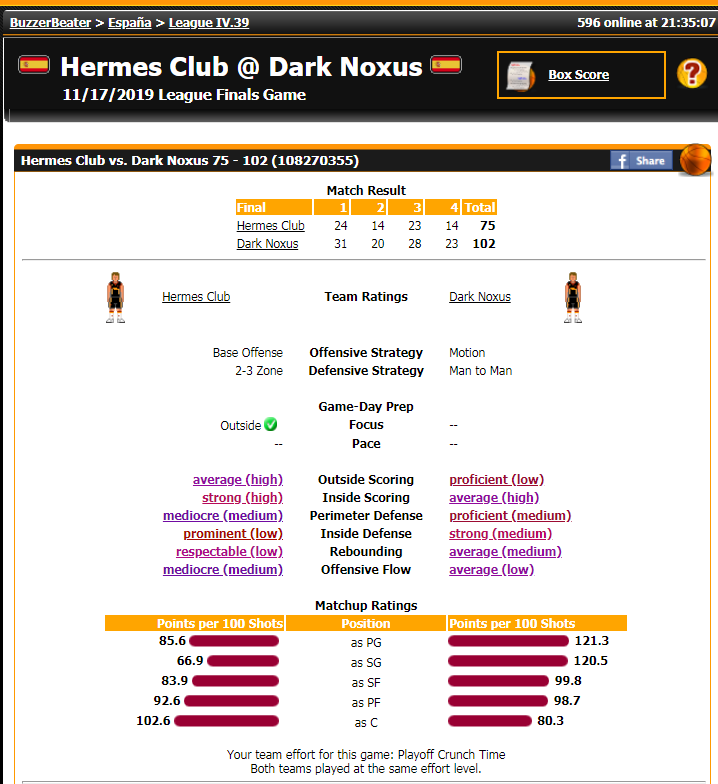 BuzzerBeater > España > League IV.39 596 online at 21:35:07
Hermes Club @ Dark Noxus
11/17/2019 League Finals Game
Box Score
?
Hermes Club vs. Dark Noxus 75 - 102 (108270355) f Share
Match Result
Final 1 2 3 4 Total
Hermes Club 24 14 23 14 75
Dark Noxus 31 20 28 23 102
Hermes Club Team Ratings Dark Noxus
Base Offense Offensive Strategy Motion
2-3 Zone Defensive Strategy Man to Man
Game-Day Prep
Outside Focus --
-- Pace --
average (high) Outside Scoring proficient (low)
strong (high) Inside Scoring average (high)
mediocre (medium) Perimeter Defense proficient (medium)
prominent (low) Inside Defense strong (medium)
respectable (low) Rebounding average (medium)
mediocre (medium) Offensive Flow average (low)
Matchup Ratings
Points per 100 Shots Position Points per 100 Shots
85.6 as PG 121.3
66.9 as SG 120.5
83.9 as SF 99.8
92.6 as PF 98.7
102.6 as C 80.3
Your team effort for this game: Playoff Crunch Time
Both teams played at the same effort level.